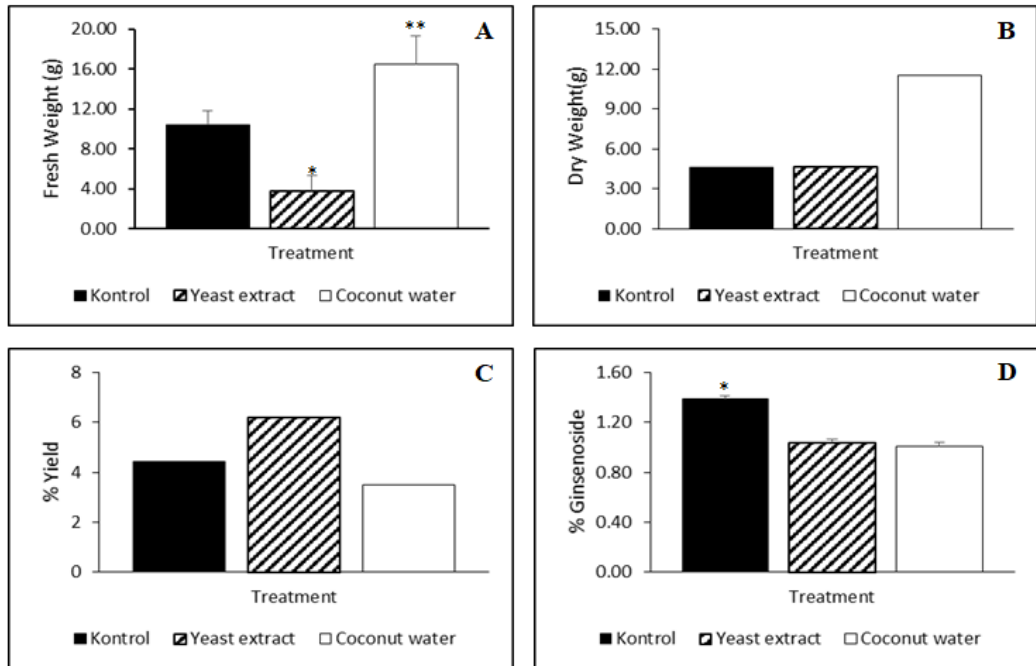 A
Fresh Weight (g)
20.00
16.00
12.00
8.00
4.00
0.00
*
**
Treatment
Kontrol Yeast extract Coconut water
B
Dry Weight(g)
15.00
12.00
9.00
6.00
3.00
0.00
Treatment
Kontrol Yeast extract Coconut water
C
% Yield
8
6
4
2
0
Treatment
Kontrol Yeast extract Coconut water
D
% Ginsenoside
1.60
1.20
0.80
0.40
0.00
*
Treatment
Kontrol Yeast extract Coconut water